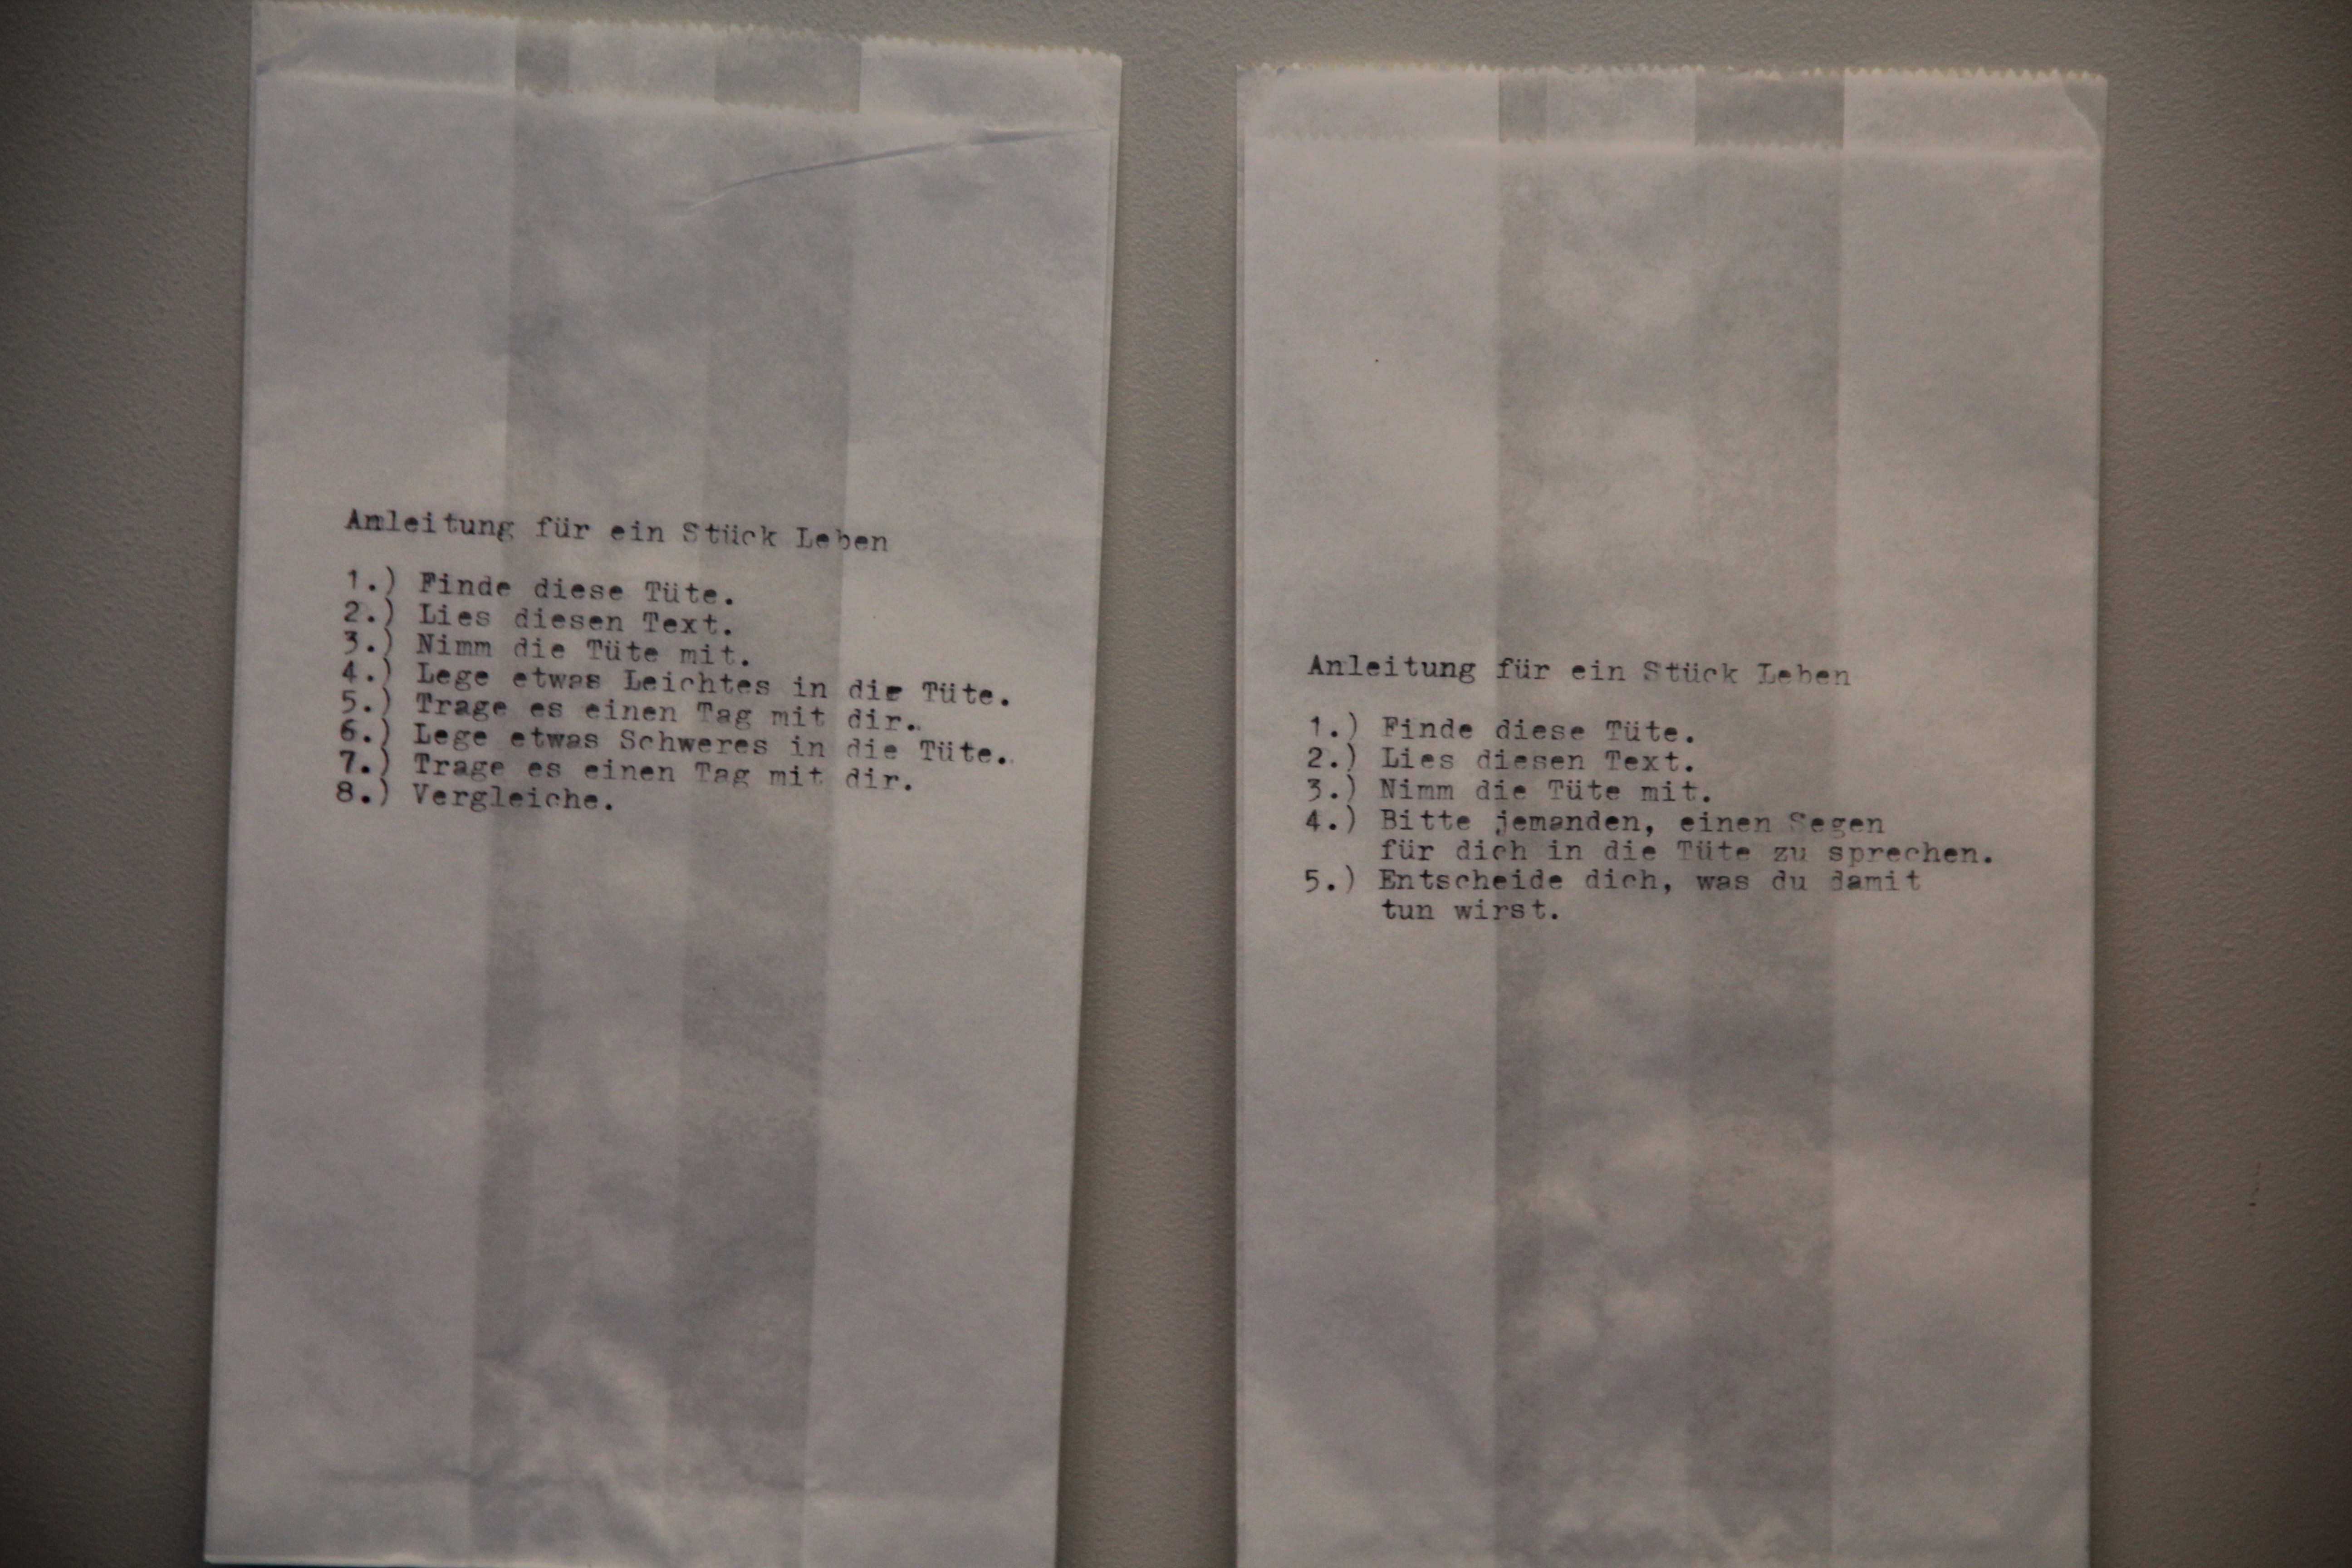 Anleitung für ein Stück Leben
1.) Finde diese Tüte.
2.) Lies diesen Text.
3.) Nimm die Tüte mit.
4.) Lege etwas Leichtes in die Tüte.
5.) Trage es einen Tag mit dir.
6.) Lege etwas Schweres in die Tüte.
7.) Trage es einen Tag mit dir.
8.) Vergleiche.
Anleitung für ein Stück Leben
1.) Finde diese Tüte.
2.) Lies diesen Text.
3.) Nimm die Tüte mit.
4.) Bitte jemanden, einen Segen
für dich in die Tüte zu sprechen.
5.) Entscheide dich, was du damit
tun wirst.